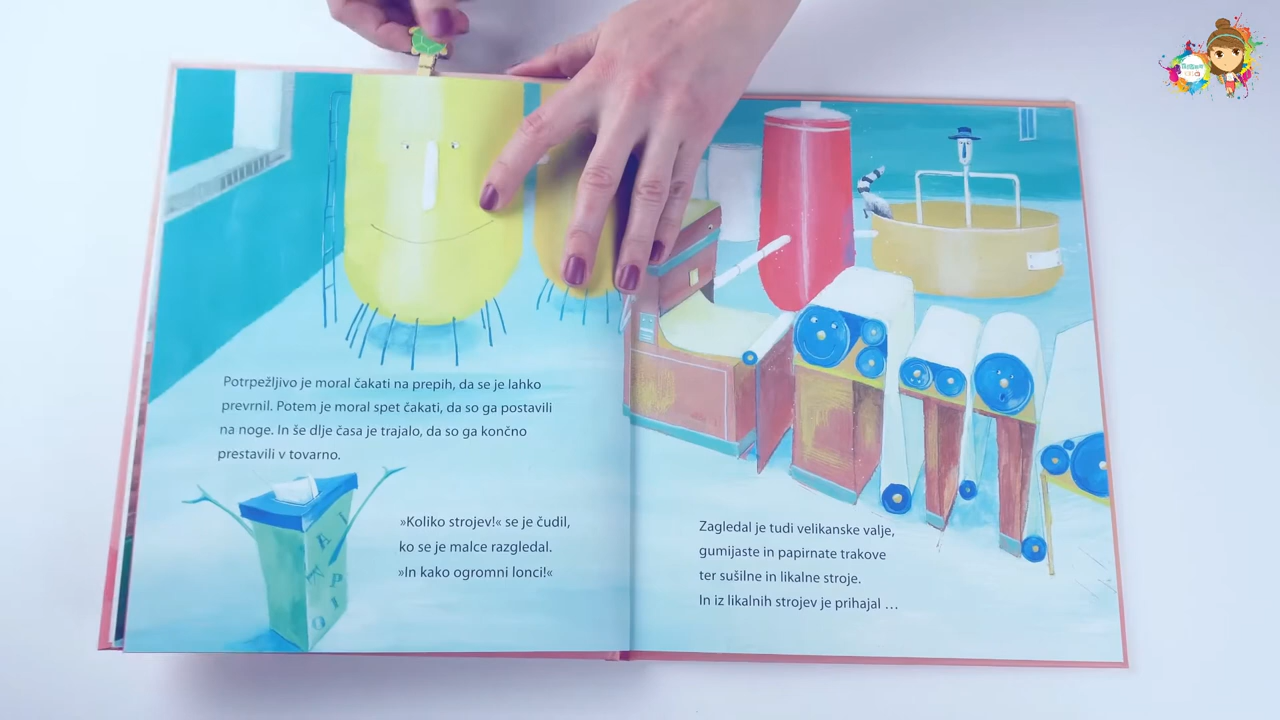 Potrpežljivo je moral čakati na prepih, da se je lahko
prevrnil. Potem je moral spet čakati, da so ga postavili
na noge. In še dlje časa je trajalo, da so ga končno
prestavili v tovarno.
»Koliko strojev!« se je čudil,
ko se je malce razgledal.
»In kako ogromni lonci!«
Zagledal je tudi velikanske valje,
gumijaste in papirnate trakove
ter sušilne in likalne stroje.
In iz likalnih strojev je prihajal ...